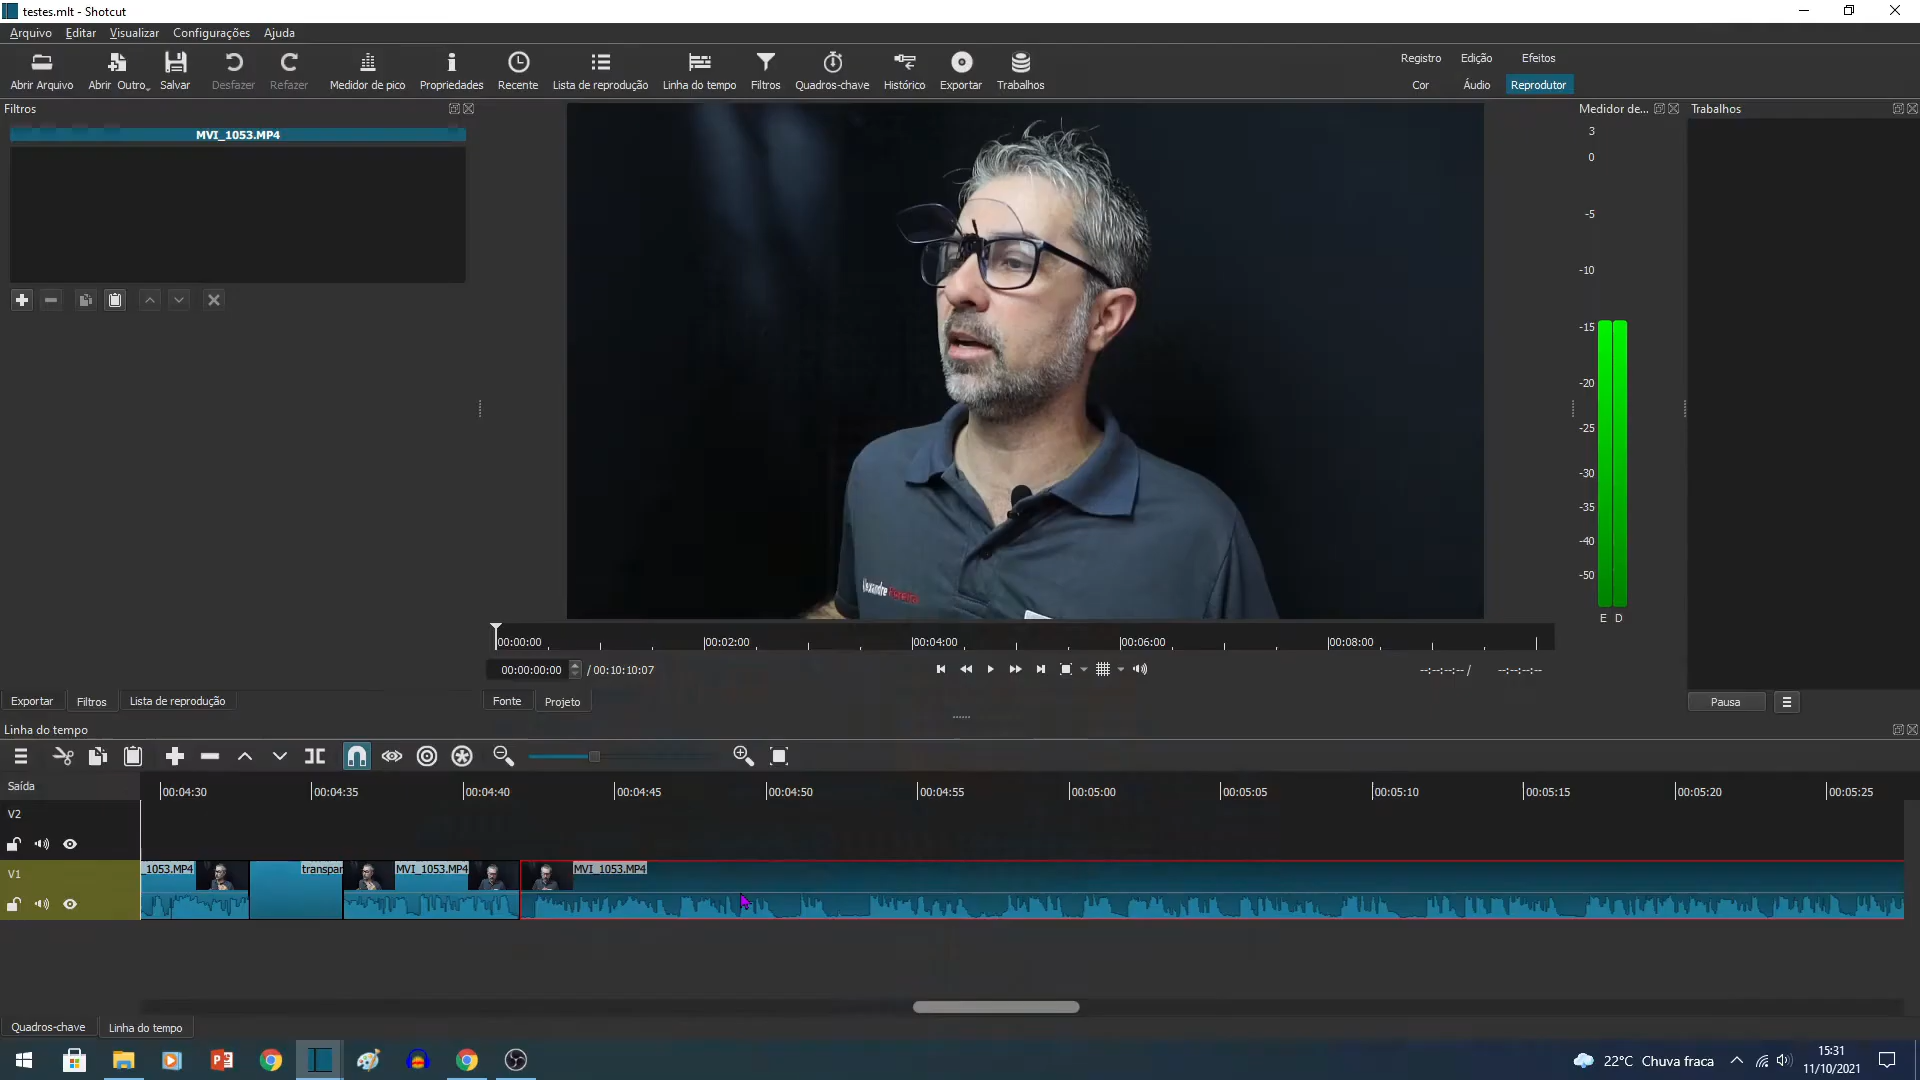 testes.mlt - Shotcut
Arquivo Editar Visualizar Configurações Ajuda
Abrir Arquivo Abrir Outro Salvar Desfazer Refazer Medidor de pico Propriedades Recente Lista de reprodução Linha do tempo Filtros Quadros-chave Histórico Exportar Trabalhos
Registro Edição Efeitos
Cor Áudio Reprodutor
Filtros
MVI_1053.MP4
Medidor de...
Trabalhos
3
0
-5
-10
-15
-20
-25
-30
-35
-40
-50
E D
00:00:00 00:02:00 00:04:00 00:06:00 00:08:00
00:00:00:00 / 00:10:10:07
--:--:--:-- / --:--:--:--
Exportar Filtros Lista de reprodução
Fonte Projeto
Pausa
Linha do tempo
Saída
00:04:30 00:04:35 00:04:40 00:04:45 00:04:50 00:04:55 00:05:00 00:05:05 00:05:10 00:05:15 00:05:20 00:05:25
V2
V1
_1053.MP4 transpar MVI_1053.MP4 MVI_1053.MP4
Quadros-chave Linha do tempo
22°C Chuva fraca
15:31
11/10/2021